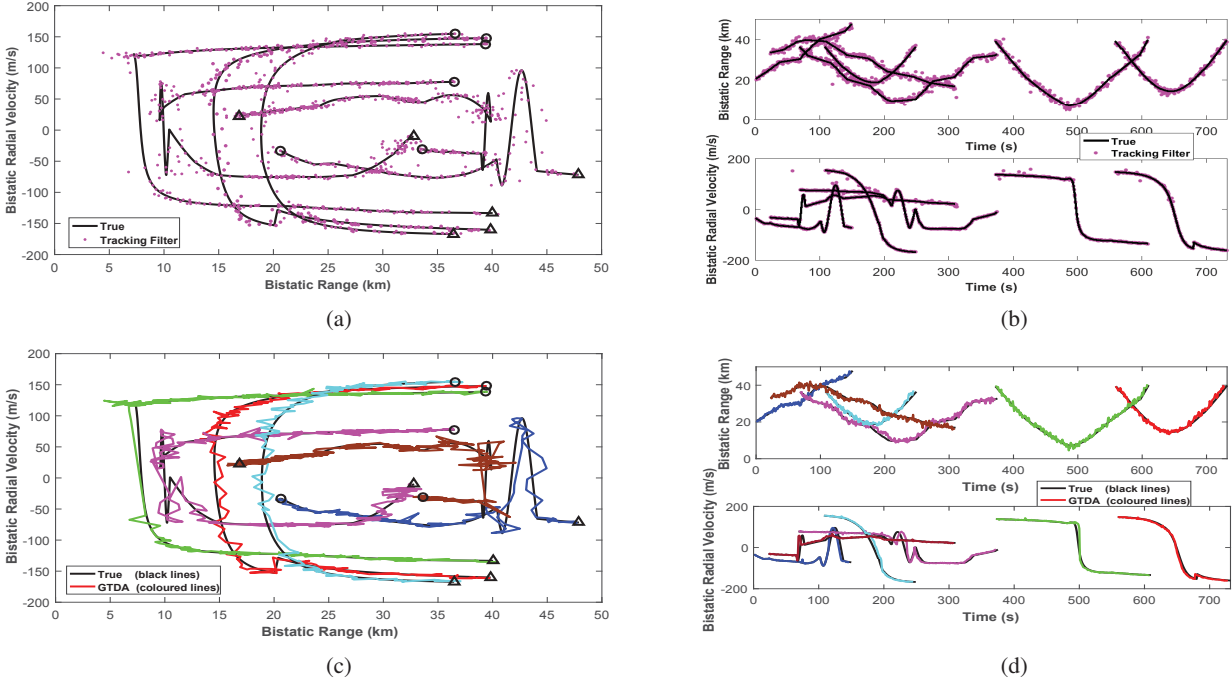 200
150
100
50
0
-50
-100
-150
-200
Bistatic Radial Velocity (m/s)
True
Tracking Filter
0 5 10 15 20 25 30 35 40 45 50
Bistatic Range (km)
(a)
40
20
0
Bistatic Range (km)
0 100 200 300 400 500 600 700
Time (s)
True
Tracking Filter
200
0
-200
Bistatic Radial Velocity (m/s)
0 100 200 300 400 500 600 700
Time (s)
(b)
200
150
100
50
0
-50
-100
-150
-200
Bistatic Radial Velocity (m/s)
True (black lines)
GTDA (coloured lines)
0 5 10 15 20 25 30 35 40 45 50
Bistatic Range (km)
(c)
40
20
0
Bistatic Range (km)
0 100 200 300 400 500 600 700
Time (s)
True (black lines)
GTDA (coloured lines)
200
0
-200
Bistatic Radial Velocity (m/s)
0 100 200 300 400 500 600 700
Time (s)
(d)